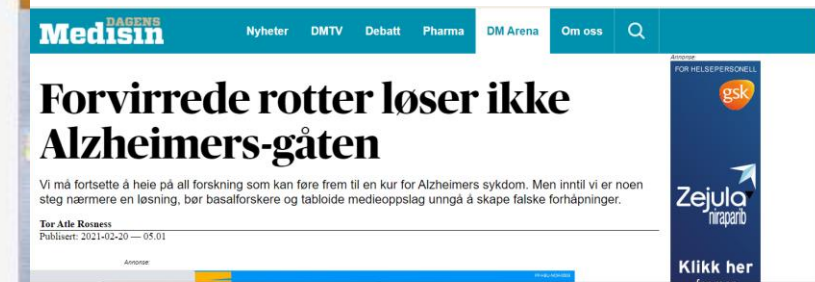 DAGENS
Medisin
Nyheter DMTV Debatt Pharma DM Arena Om oss
Annonse
FOR HELSEPERSONELL
gsk
Forvirrede rotter løser ikke
Alzheimers-gåten
Vi må fortsette å heie på all forskning som kan føre frem til en kur for Alzheimers sykdom. Men inntil vi er noen
steg nærmere en løsning, bør basalforskere og tabloide medieoppslag unngå å skape falske forhåpninger.
Tor Atle Rosness
Publisert: 2021-02-20 — 05.01
Annonse
Zejula
niraparib
Klikk her